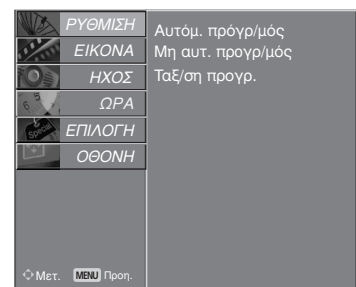 ΡΥΘΜΙΣΗ
ΕΙΚΟΝΑ
ΗΧΟΣ
ΩΡΑ
Special
ΕΠΙΛΟΓΗ
ΟΘΟΝΗ
Αυτόμ. πρόγρ/μός
Μη αυτ. προγρ/μός
Ταξ/ση προγρ.
Μετ. MENU Προη.